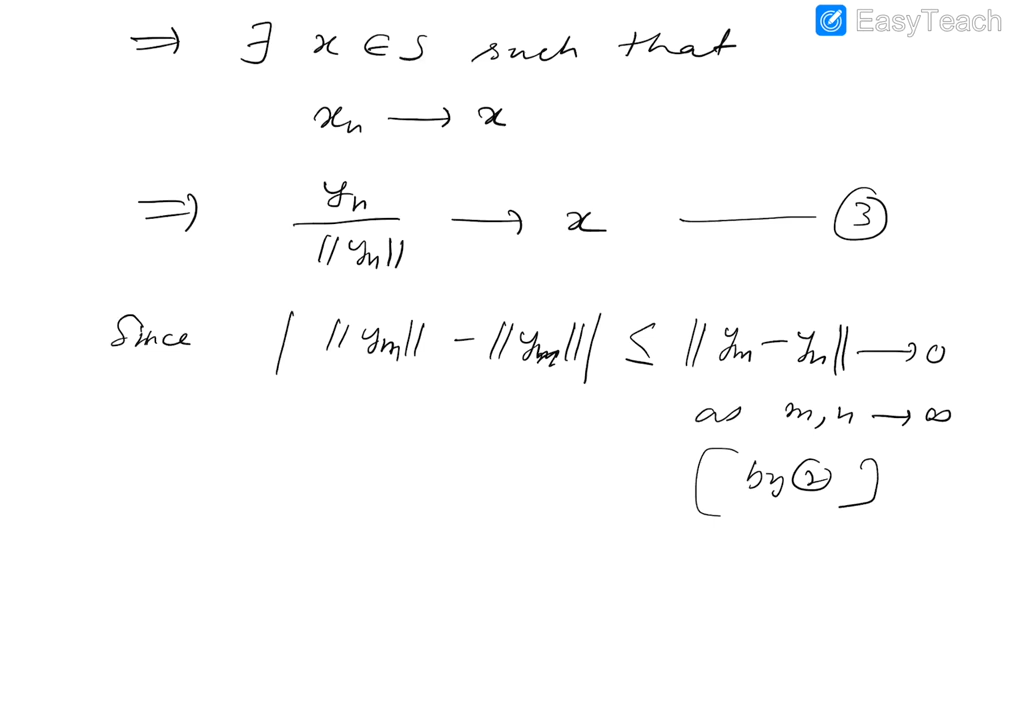 EasyTeach
⇒ ∃ x ∈ S such that
xₙ → x
⇒ yₙ / ||yₙ|| → x —— ③
Since | ||yₘ|| - ||yₙ|| | ≤ ||yₘ - yₙ|| → 0
as m, n → ∞
[by ②]